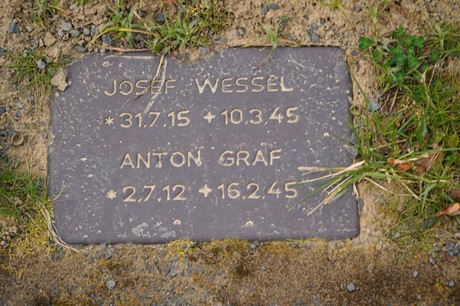 JOSEF WESSEL
*31.7.15 +10.3.45
ANTON GRAF
*2.7.12 +16.2.45